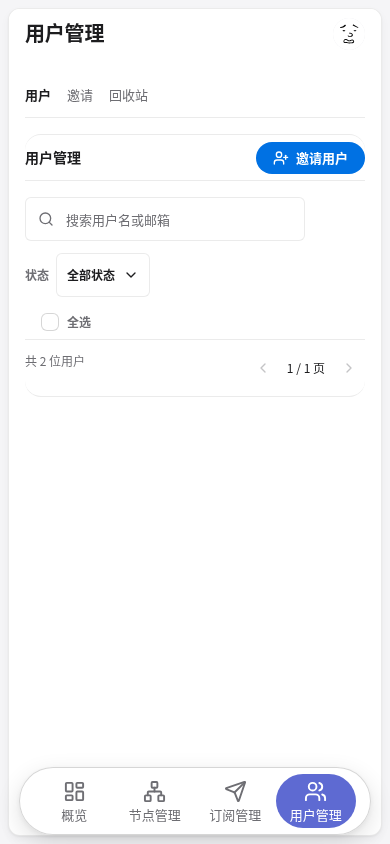 用户管理
用户 邀请 回收站
用户管理 邀请用户
搜索用户名或邮箱
状态 全部状态
全选
共 2 位用户 1 / 1 页
概览 节点管理 订阅管理 用户管理